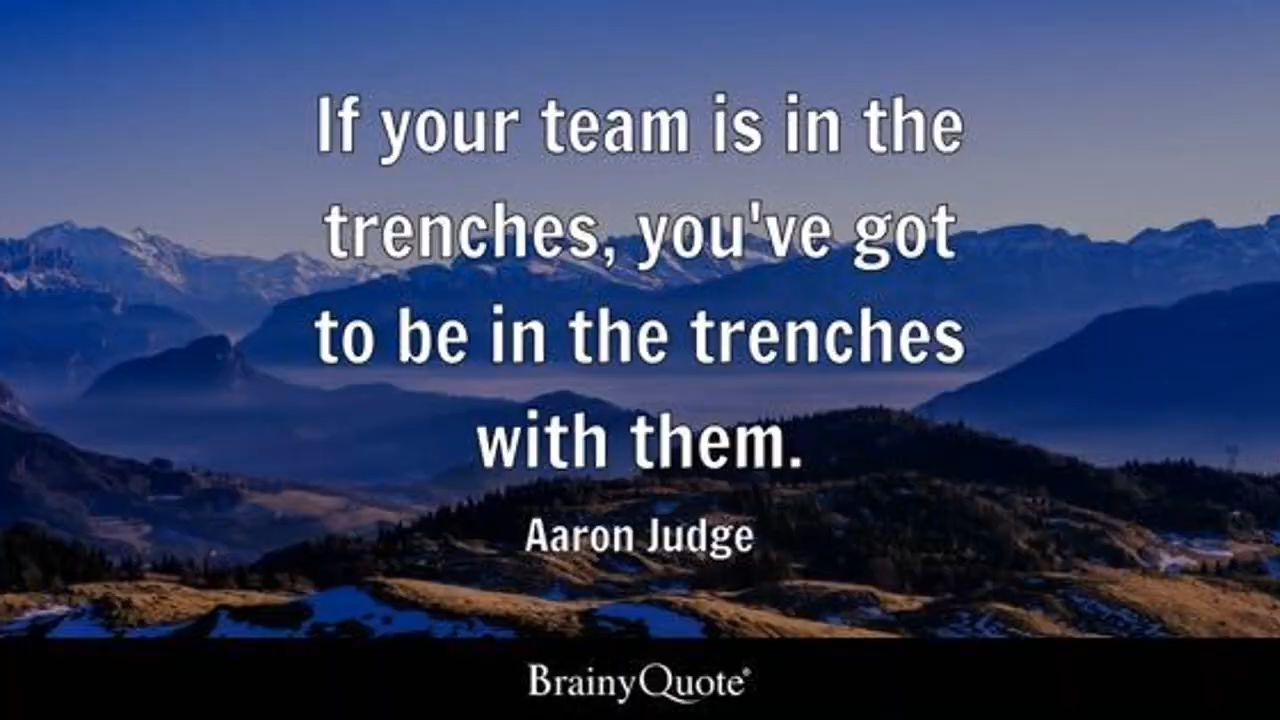 If your team is in the
trenches, you've got
to be in the trenches
with them.
Aaron Judge
BrainyQuote®